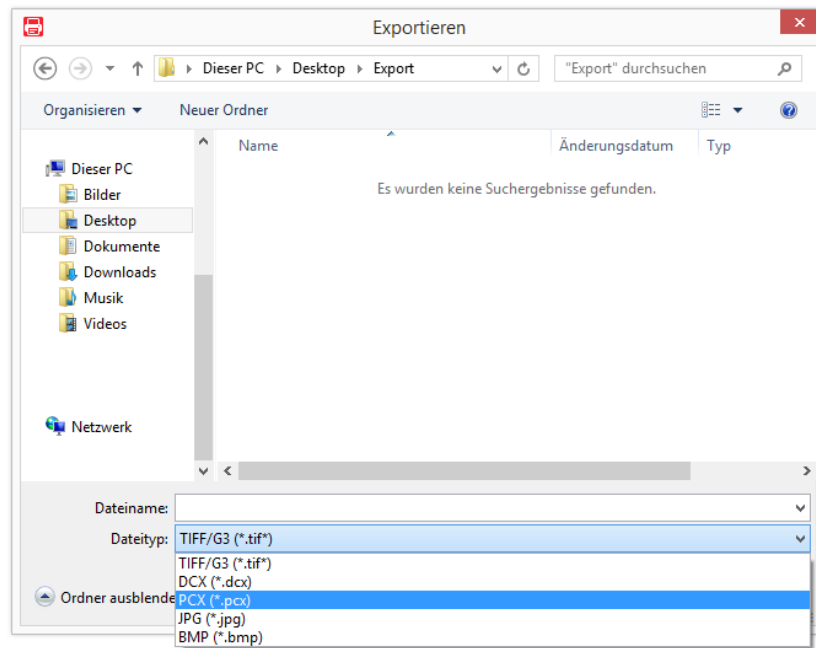 Exportieren
Dieser PC Desktop Export "Export" durchsuchen
Organisieren Neuer Ordner
Name Änderungsdatum Typ
Es wurden keine Suchergebnisse gefunden.
Dieser PC
Bilder
Desktop
Dokumente
Downloads
Musik
Videos
Netzwerk
Dateiname:
Dateityp: TIFF/G3 (*.tif*)
TIFF/G3 (*.tif*)
DCX (*.dcx)
Ordner ausblende PCX (*.pcx)
JPG (*.jpg)
BMP (*.bmp)